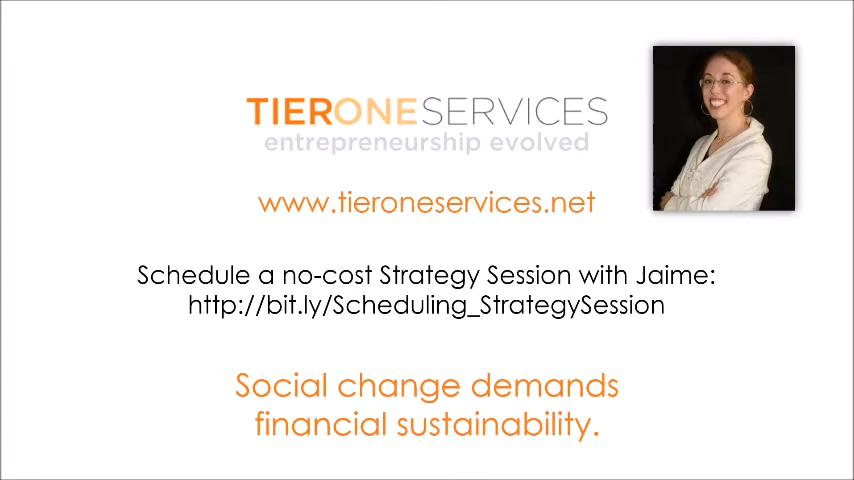 TIERONESERVICES
entrepreneurship evolved
www.tieroneservices.net
Schedule a no-cost Strategy Session with Jaime:
http://bit.ly/Scheduling_StrategySession
Social change demands
financial sustainability.